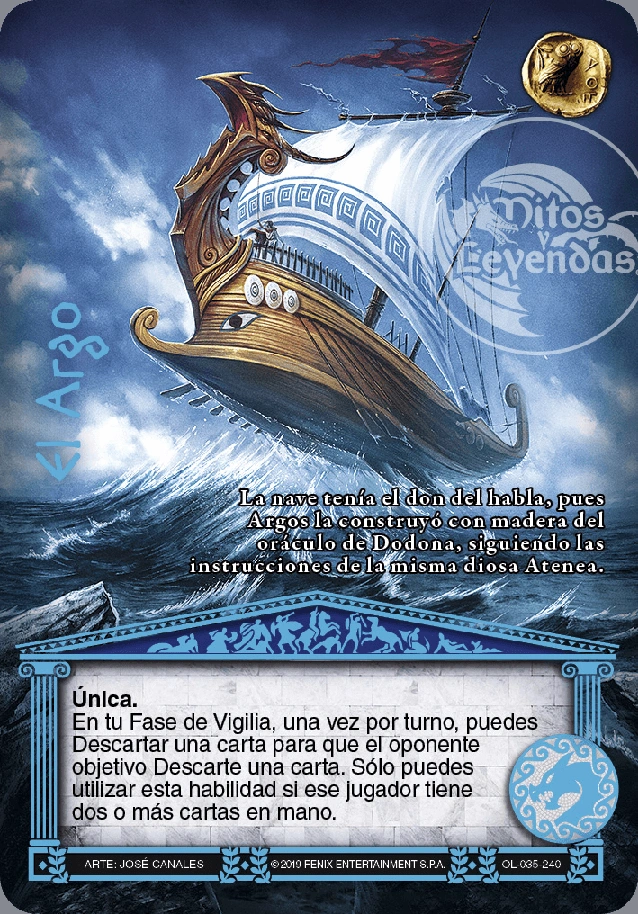 Mitos
y
Leyendas
El Argo
La nave tenía el don del habla, pues
Argos la construyó con madera del
oráculo de Dodona, siguiendo las
instrucciones de la misma diosa Atenea.
Única.
En tu Fase de Vigilia, una vez por turno, puedes
Descartar una carta para que el oponente
objetivo Descarte una carta. Sólo puedes
utilizar esta habilidad si ese jugador tiene
dos o más cartas en mano.
ARTE: JOSÉ CANALES
©2019 FENIX ENTERTAINMENT S.P.A.
OL 035-240